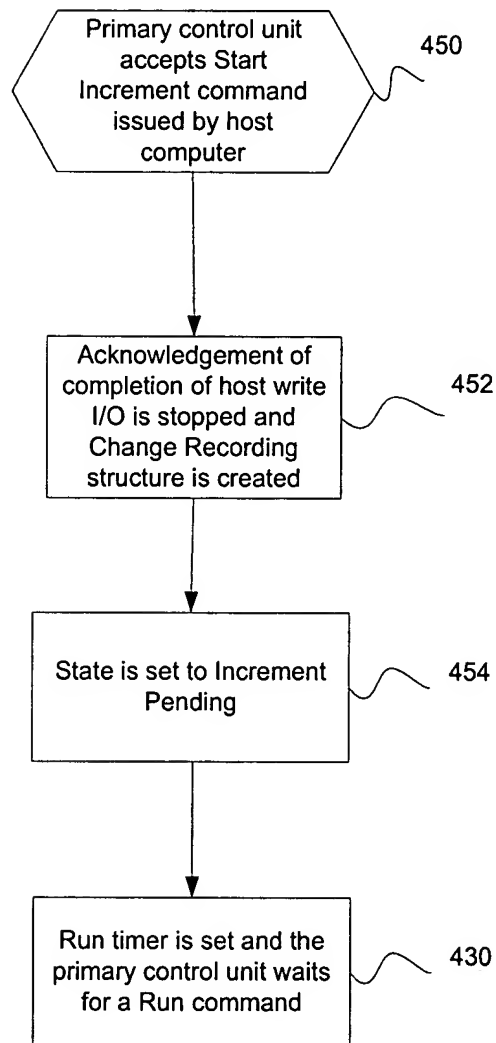 Primary control unit
accepts Start
Increment command
issued by host
computer
450
Acknowledgement of
completion of host write
I/O is stopped and
Change Recording
structure is created
452
State is set to Increment
Pending
454
Run timer is set and the
primary control unit waits
for a Run command
430